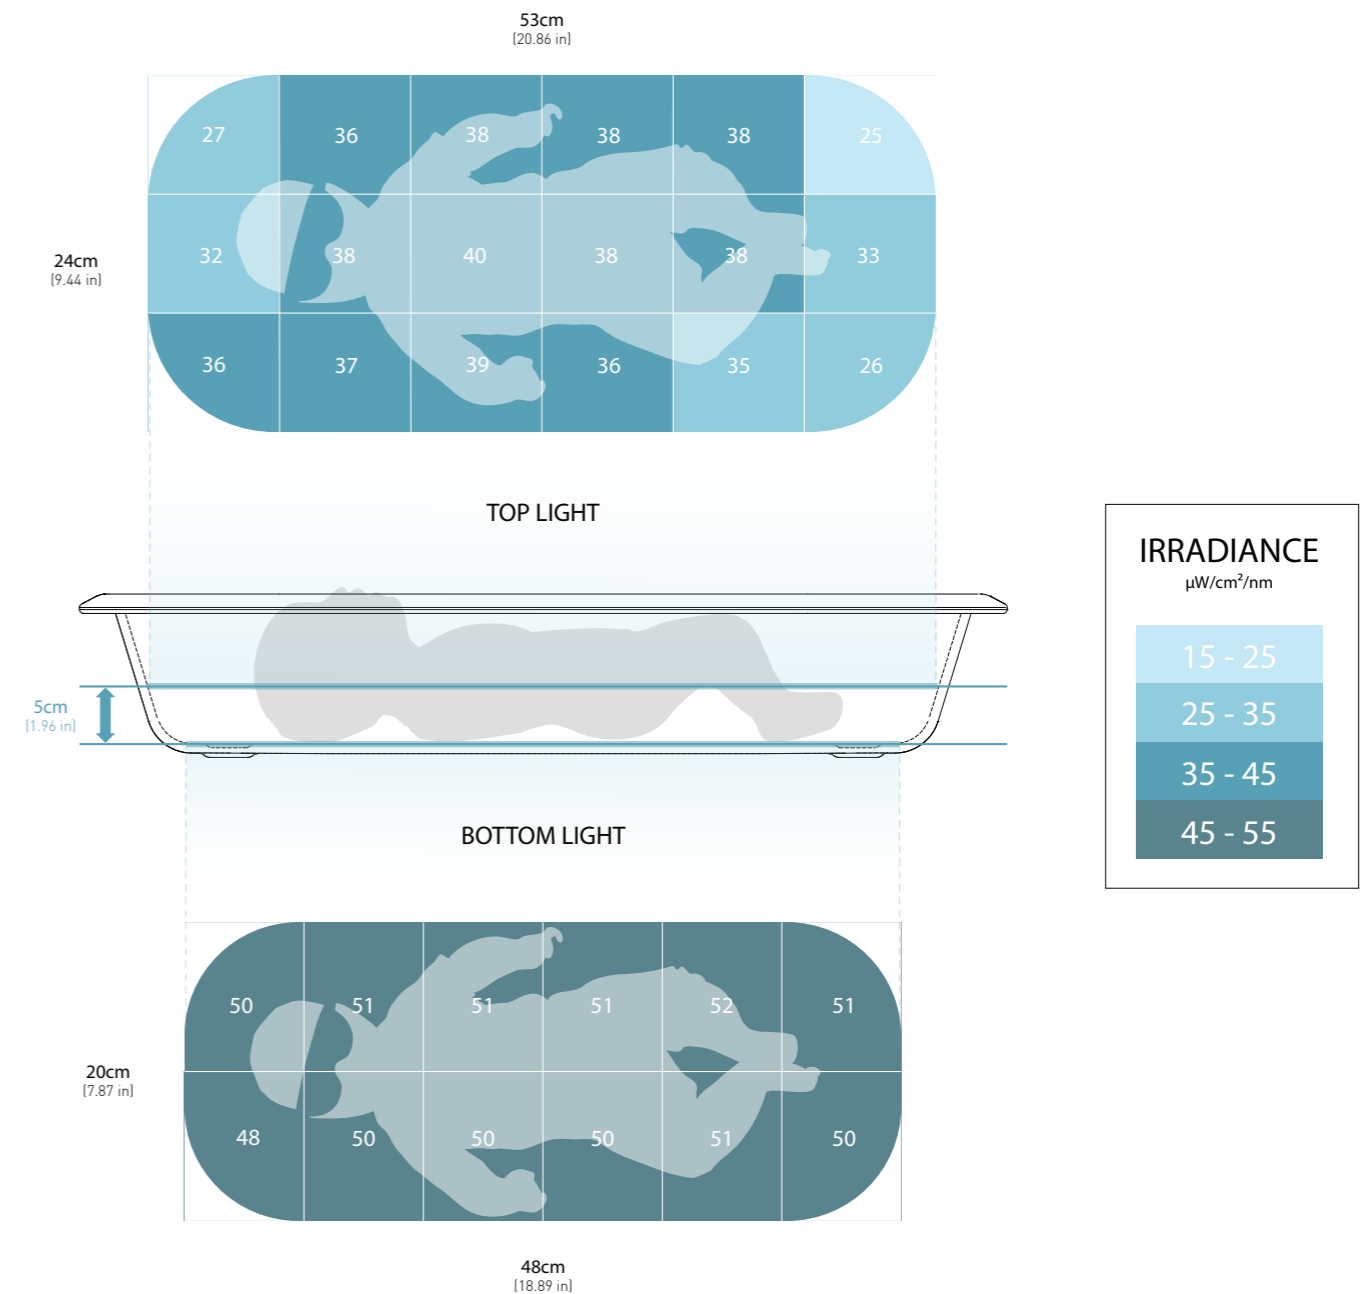 53cm
(20.86 in)
27 36 38 38 38 25
24cm
(9.44 in)
32 38 40 38 38 33
36 37 39 36 35 26
TOP LIGHT
IRRADIANCE
µW/cm²/nm
15 - 25
25 - 35
35 - 45
45 - 55
5cm
(1.96 in)
BOTTOM LIGHT
50 51 51 51 52 51
20cm
(7.87 in)
48 50 50 50 51 50
48cm
(18.89 in)